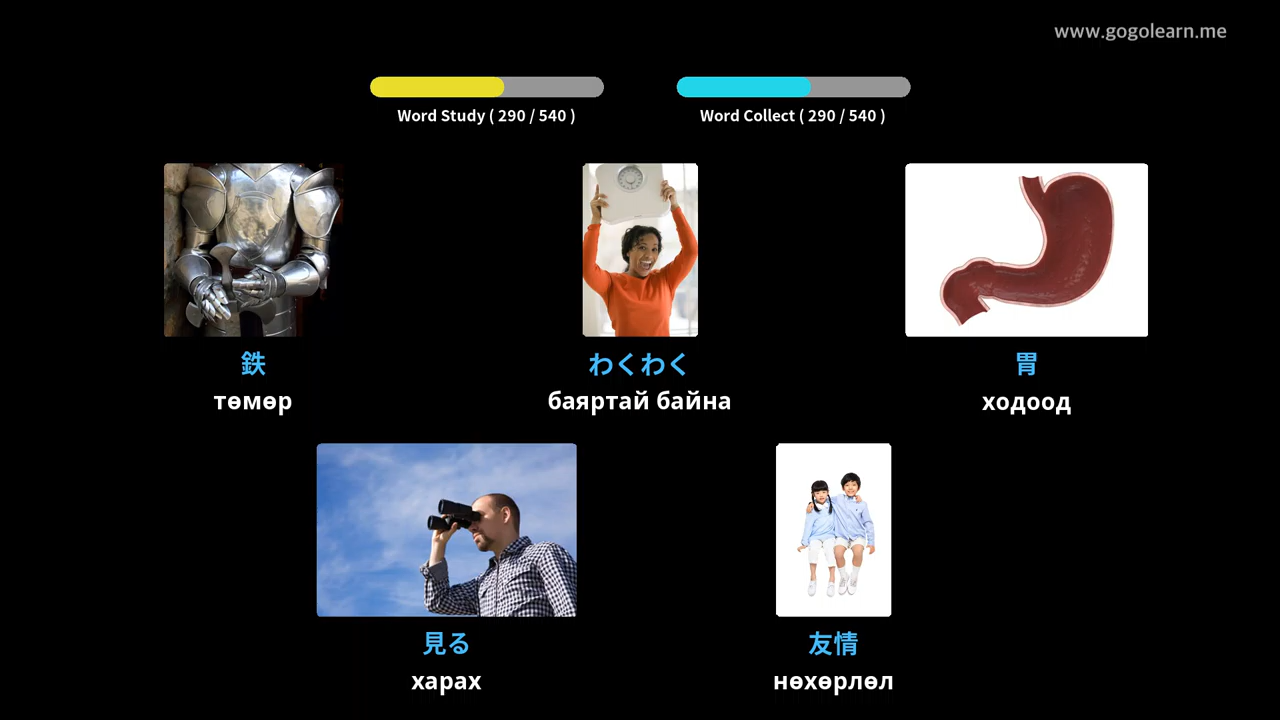 www.gogolearn.me
Word Study ( 290 / 540 )
Word Collect ( 290 / 540 )
鉄
төмөр
わくわく
баяртай байна
胃
ходоод
見る
харах
友情
нөхөрлөл